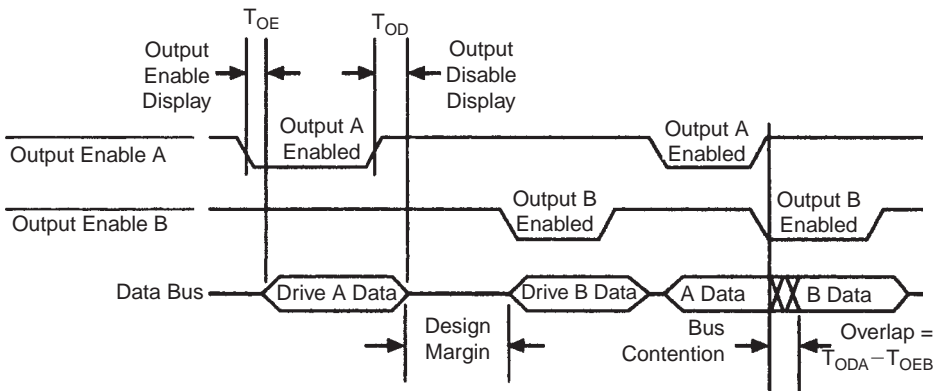 T_OE
T_OD
Output
Enable
Display
Output
Disable
Display
Output Enable A
Output A
Enabled
Output A
Enabled
Output Enable B
Output B
Enabled
Output B
Enabled
Data Bus
Drive A Data
Drive B Data
A Data
B Data
Design
Margin
Bus
Contention
Overlap =
T_ODA−T_OEB